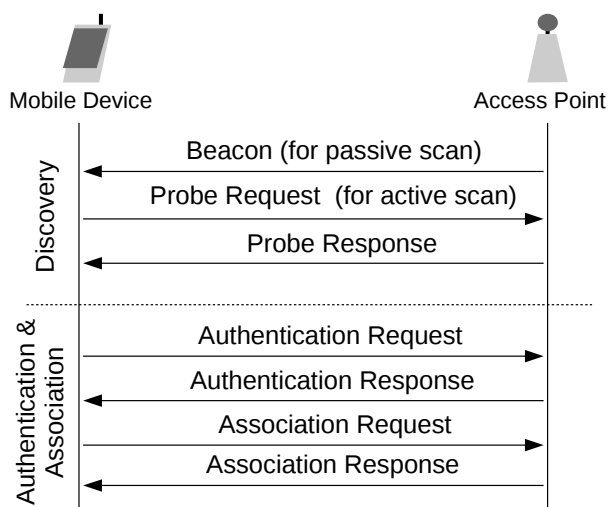 Mobile Device
Access Point
Discovery
Beacon (for passive scan)
Probe Request  (for active scan)
Probe Response
Authentication &
Association
Authentication Request
Authentication Response
Association Request
Association Response